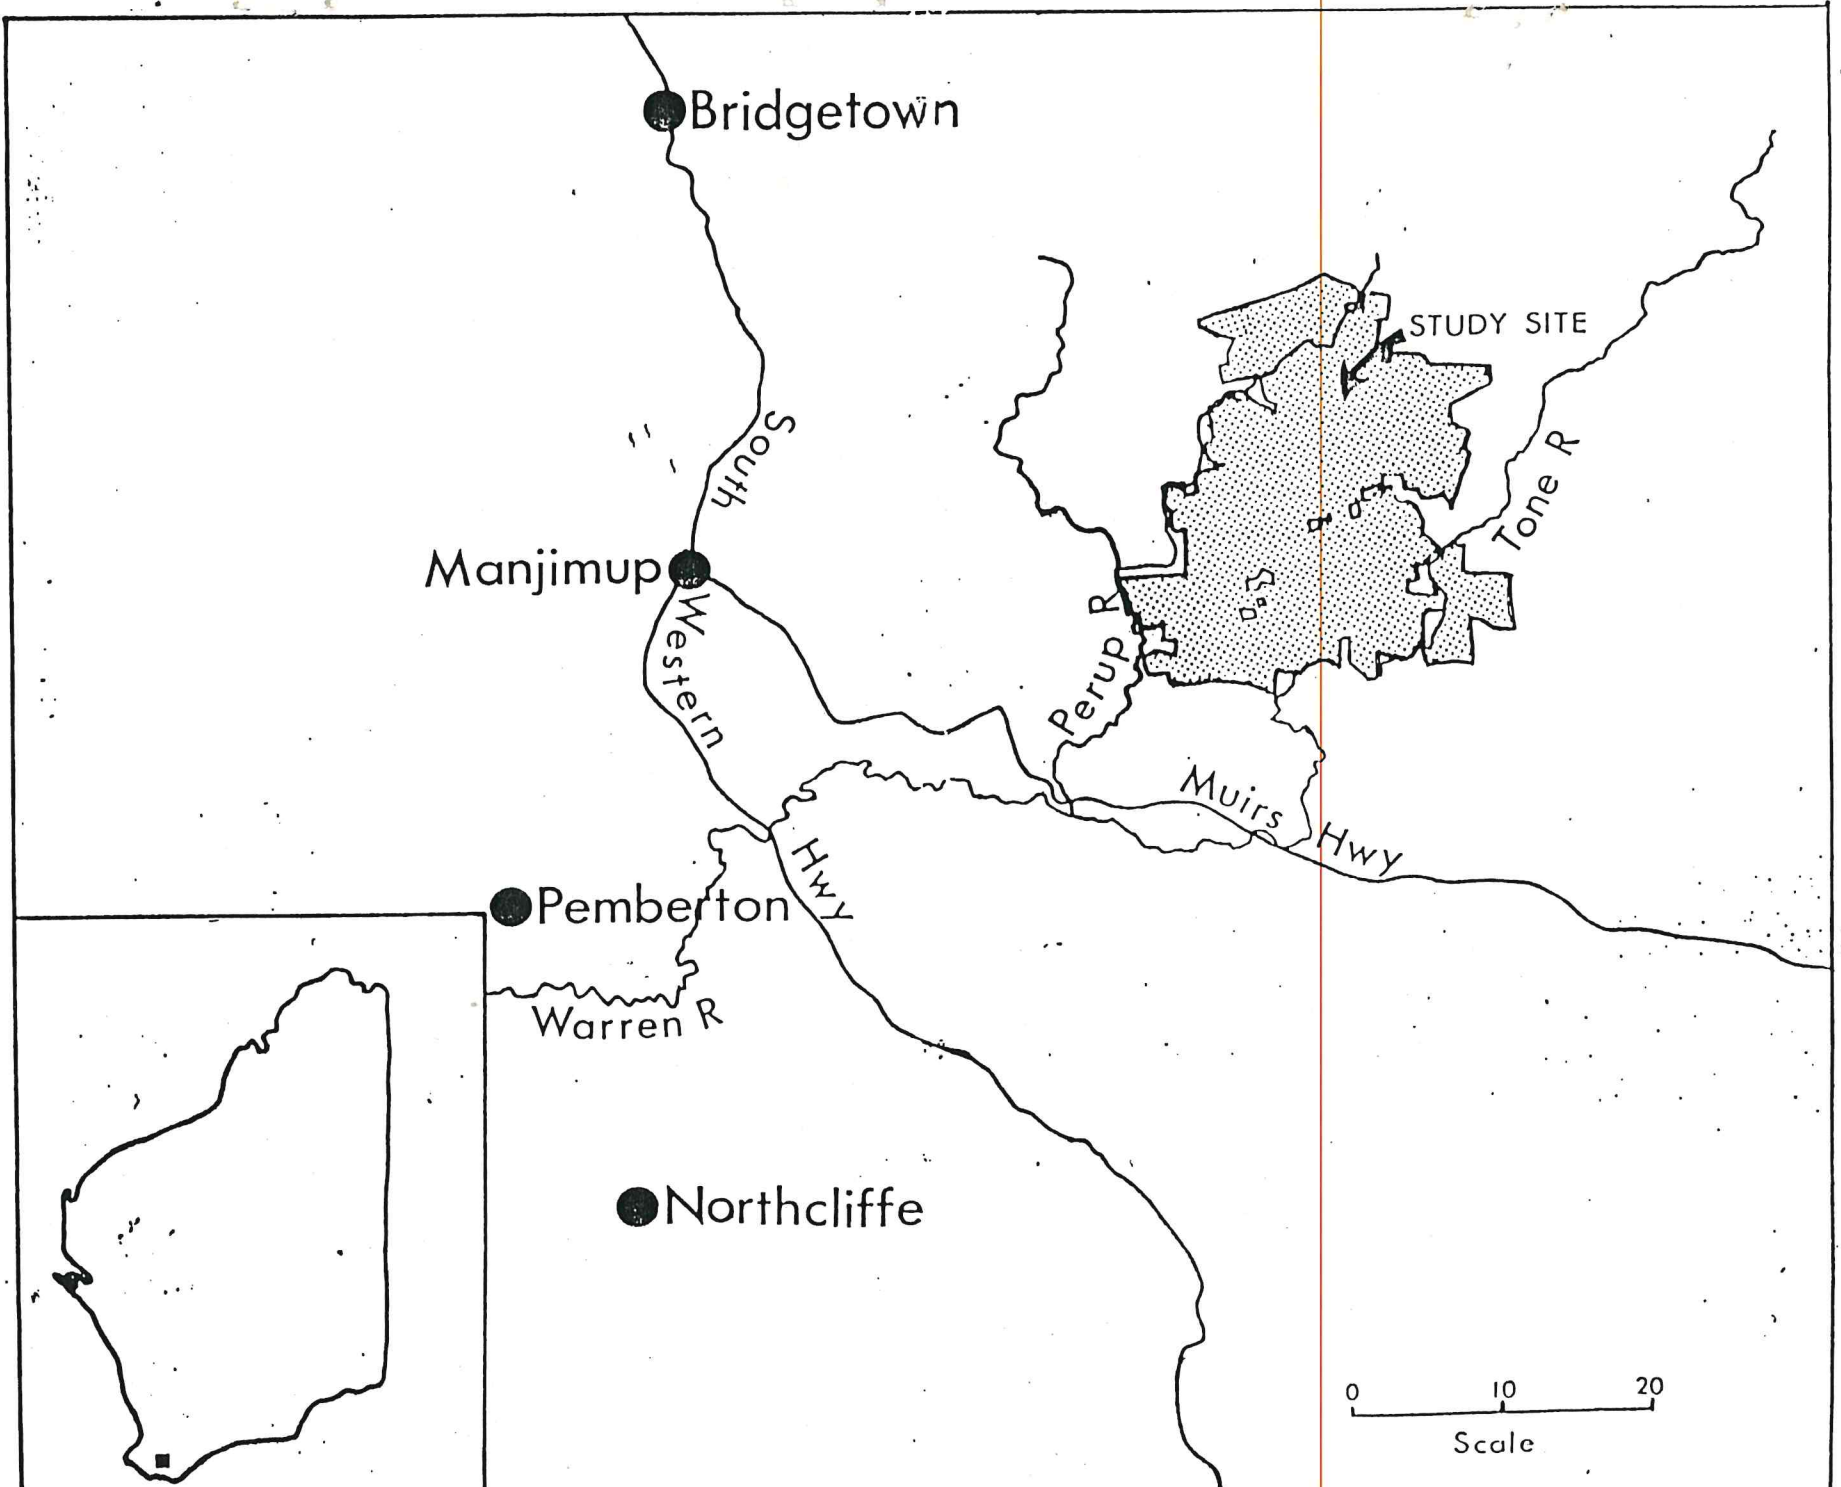 Bridgetown
STUDY SITE
South
Tone R
Manjimup
Western
Perup R
Muirs
Hwy
Hwy
Pemberton
Warren R
Northcliffe
0 10 20
Scale